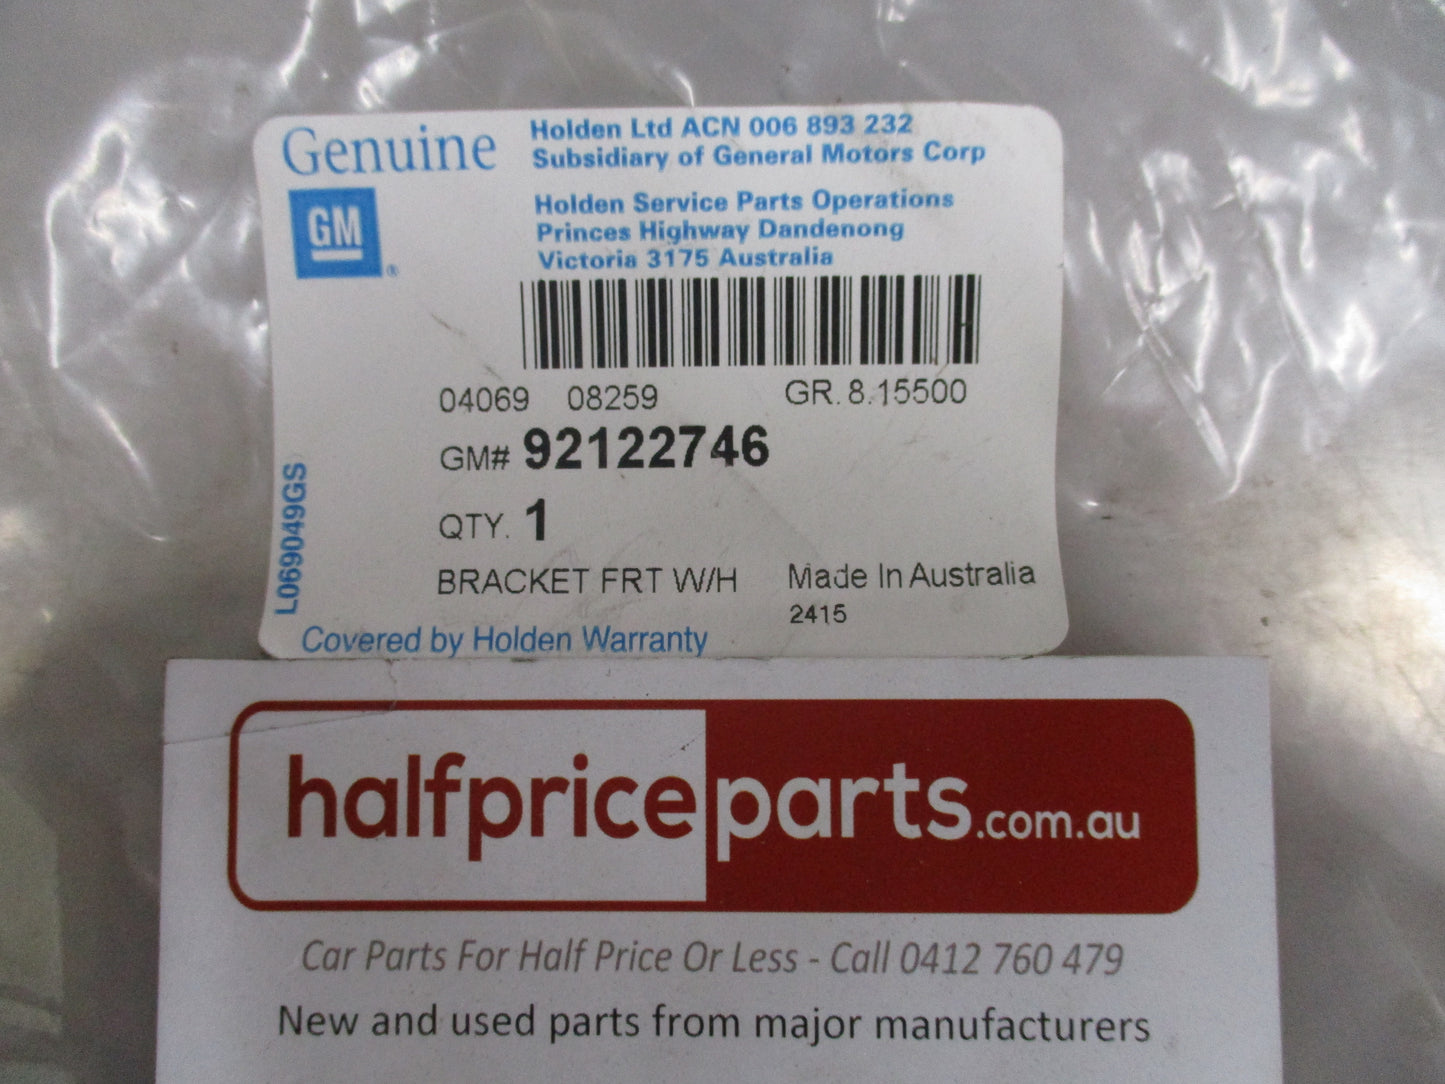 Genuine
GM
®
Holden Ltd ACN 006 893 232
Subsidiary of General Motors Corp
Holden Service Parts Operations
Princes Highway Dandenong
Victoria 3175 Australia
04069 08259 GR. 8.15500
GM# 92122746
QTY. 1
BRACKET FRT W/H Made In Australia
2415
L069049GS
Covered by Holden Warranty
halfpriceparts.com.au
Car Parts For Half Price Or Less - Call 0412 760 479
New and used parts from major manufacturers